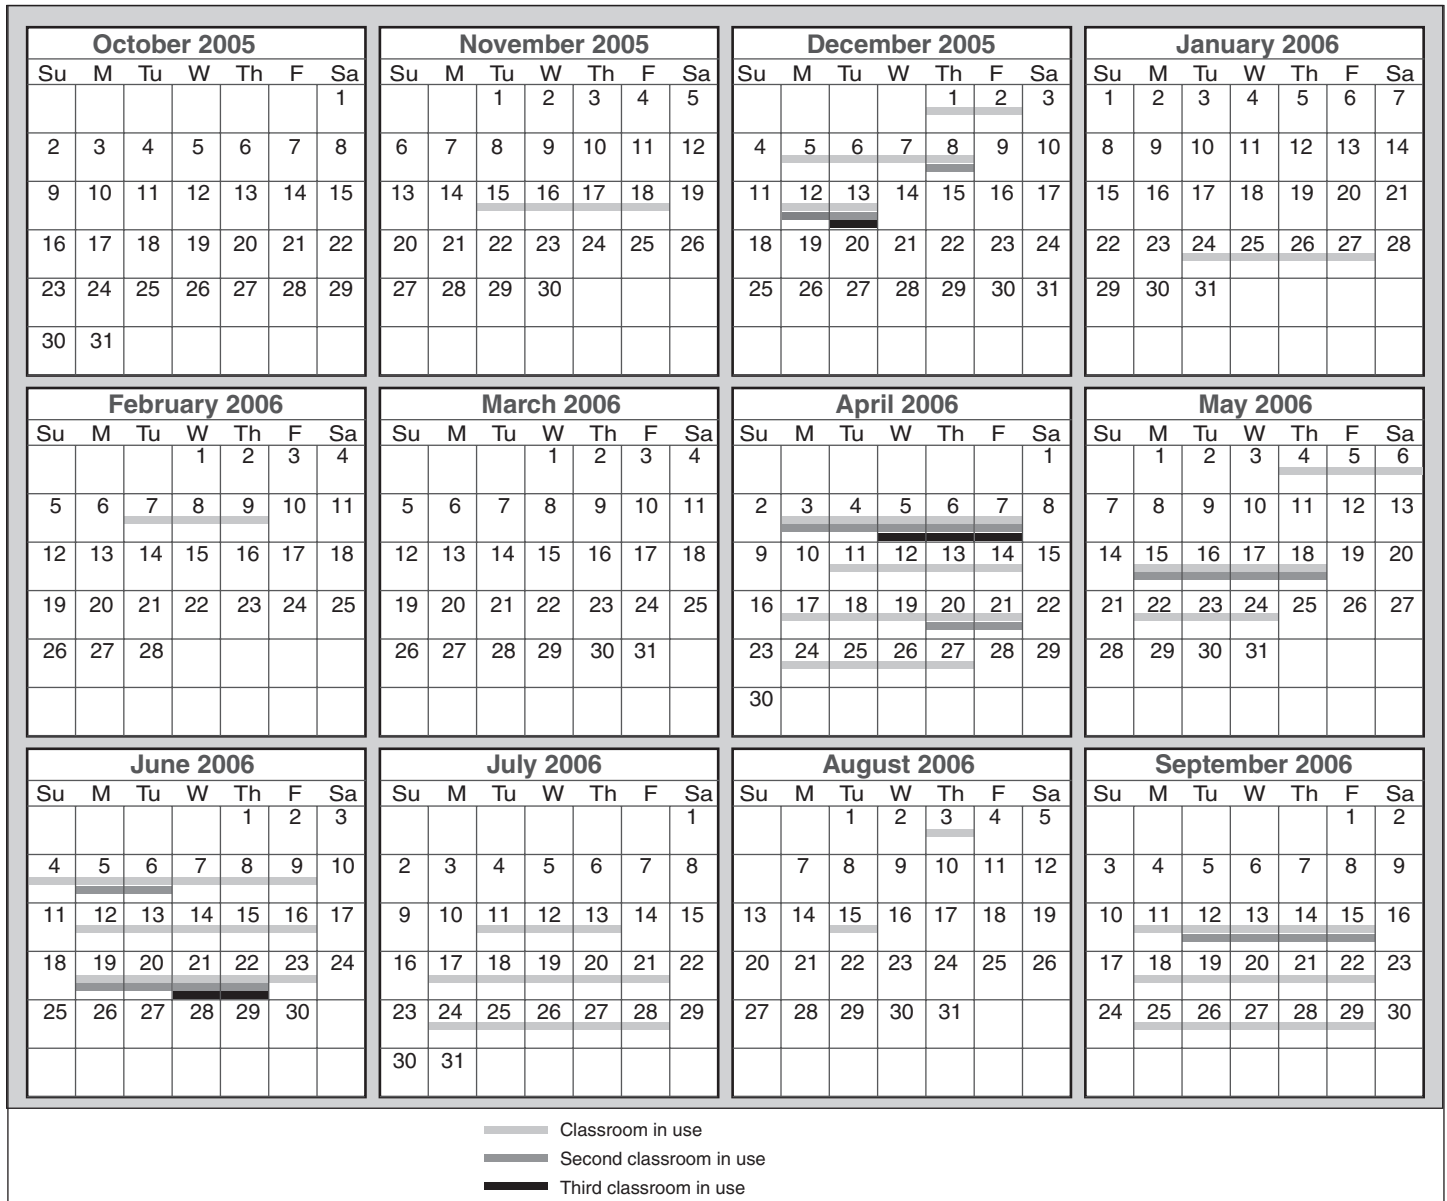 October 2005
Su M Tu W Th F Sa
1
2 3 4 5 6 7 8
9 10 11 12 13 14 15
16 17 18 19 20 21 22
23 24 25 26 27 28 29
30 31
November 2005
Su M Tu W Th F Sa
1 2 3 4 5
6 7 8 9 10 11 12
13 14 15 16 17 18 19
20 21 22 23 24 25 26
27 28 29 30
December 2005
Su M Tu W Th F Sa
1 2 3
4 5 6 7 8 9 10
11 12 13 14 15 16 17
18 19 20 21 22 23 24
25 26 27 28 29 30 31
January 2006
Su M Tu W Th F Sa
1 2 3 4 5 6 7
8 9 10 11 12 13 14
15 16 17 18 19 20 21
22 23 24 25 26 27 28
29 30 31
February 2006
Su M Tu W Th F Sa
1 2 3 4
5 6 7 8 9 10 11
12 13 14 15 16 17 18
19 20 21 22 23 24 25
26 27 28
March 2006
Su M Tu W Th F Sa
1 2 3 4
5 6 7 8 9 10 11
12 13 14 15 16 17 18
19 20 21 22 23 24 25
26 27 28 29 30 31
April 2006
Su M Tu W Th F Sa
1
2 3 4 5 6 7 8
9 10 11 12 13 14 15
16 17 18 19 20 21 22
23 24 25 26 27 28 29
30
May 2006
Su M Tu W Th F Sa
1 2 3 4 5 6
7 8 9 10 11 12 13
14 15 16 17 18 19 20
21 22 23 24 25 26 27
28 29 30 31
June 2006
Su M Tu W Th F Sa
1 2 3
4 5 6 7 8 9 10
11 12 13 14 15 16 17
18 19 20 21 22 23 24
25 26 27 28 29 30
July 2006
Su M Tu W Th F Sa
1
2 3 4 5 6 7 8
9 10 11 12 13 14 15
16 17 18 19 20 21 22
23 24 25 26 27 28 29
30 31
August 2006
Su M Tu W Th F Sa
1 2 3 4 5
7 8 9 10 11 12
13 14 15 16 17 18 19
20 21 22 23 24 25 26
27 28 29 30 31
September 2006
Su M Tu W Th F Sa
1 2
3 4 5 6 7 8 9
10 11 12 13 14 15 16
17 18 19 20 21 22 23
24 25 26 27 28 29 30
Classroom in use
Second classroom in use
Third classroom in use